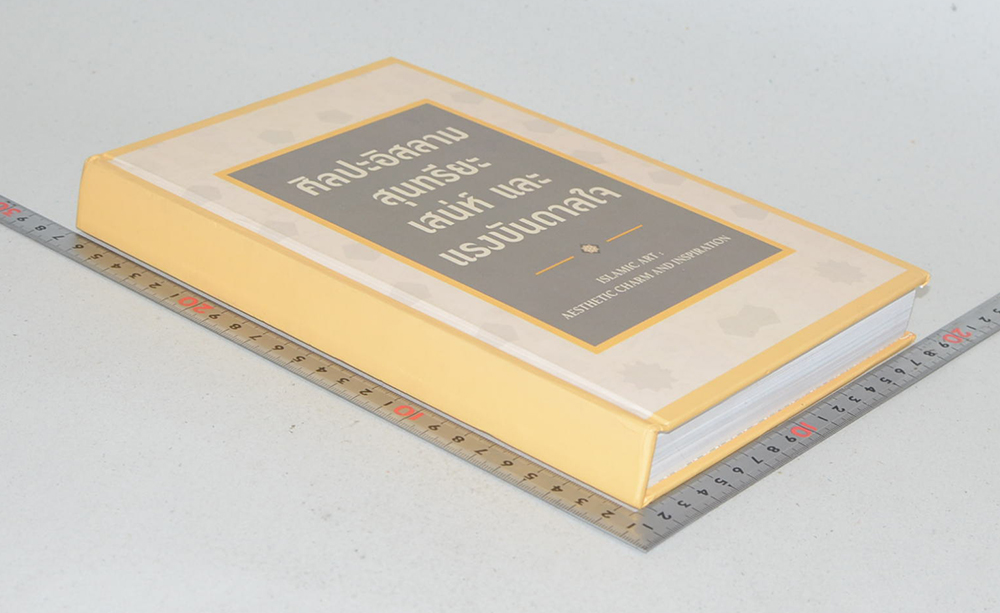 ศิลปะอิสลาม
สุนทรียะ
เสน่ห์ และ
แรงบันดาลใจ
ISLAMIC ART :
AESTHETIC CHARM AND INSPIRATION